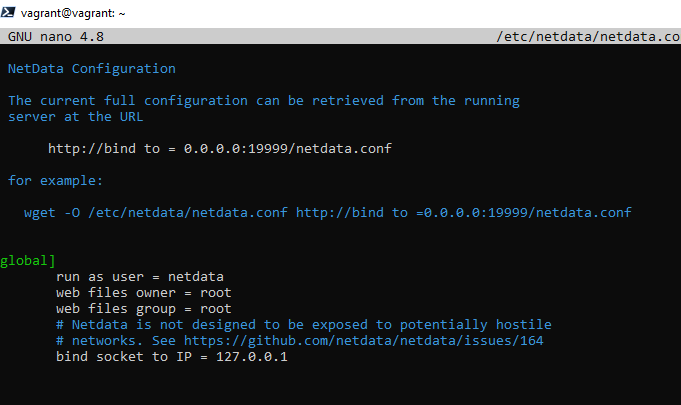 vagrant@vagrant: ~
GNU nano 4.8 /etc/netdata/netdata.co
NetData Configuration
The current full configuration can be retrieved from the running
server at the URL
http://bind to = 0.0.0.0:19999/netdata.conf
for example:
wget -O /etc/netdata/netdata.conf http://bind to =0.0.0.0:19999/netdata.conf
global]
run as user = netdata
web files owner = root
web files group = root
# Netdata is not designed to be exposed to potentially hostile
# networks. See https://github.com/netdata/netdata/issues/164
bind socket to IP = 127.0.0.1